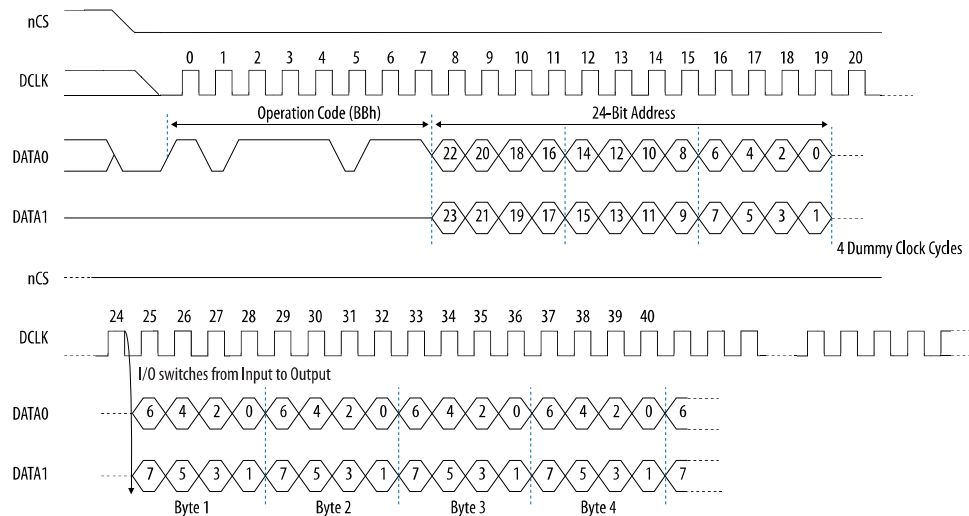 nCS
0 1 2 3 4 5 6 7 8 9 10 11 12 13 14 15 16 17 18 19 20
DCLK
Operation Code (BBh) 24-Bit Address
DATA0 22 20 18 16 14 12 10 8 6 4 2 0
DATA1 23 21 19 17 15 13 11 9 7 5 3 1
4 Dummy Clock Cycles
nCS
24 25 26 27 28 29 30 31 32 33 34 35 36 37 38 39 40
DCLK
I/O switches from Input to Output
DATA0 6 4 2 0 6 4 2 0 6 4 2 0 6 4 2 0 6
DATA1 7 5 3 1 7 5 3 1 7 5 3 1 7 5 3 1 7
Byte 1 Byte 2 Byte 3 Byte 4